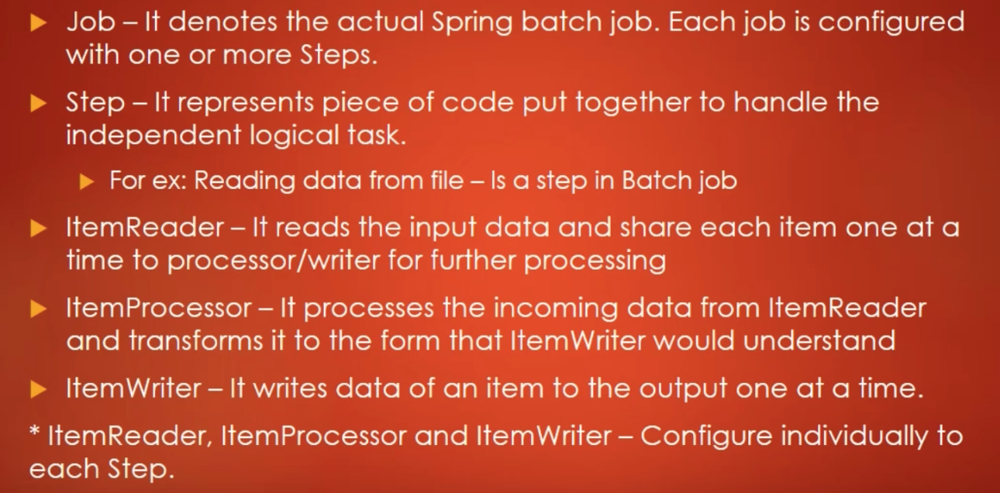 Job – It denotes the actual Spring batch job. Each job is configured
with one or more Steps.
Step – It represents piece of code put together to handle the
independent logical task.
For ex: Reading data from file – Is a step in Batch job
ItemReader – It reads the input data and share each item one at a
time to processor/writer for further processing
ItemProcessor – It processes the incoming data from ItemReader
and transforms it to the form that ItemWriter would understand
ItemWriter – It writes data of an item to the output one at a time.
* ItemReader, ItemProcessor and ItemWriter – Configure individually to
each Step.